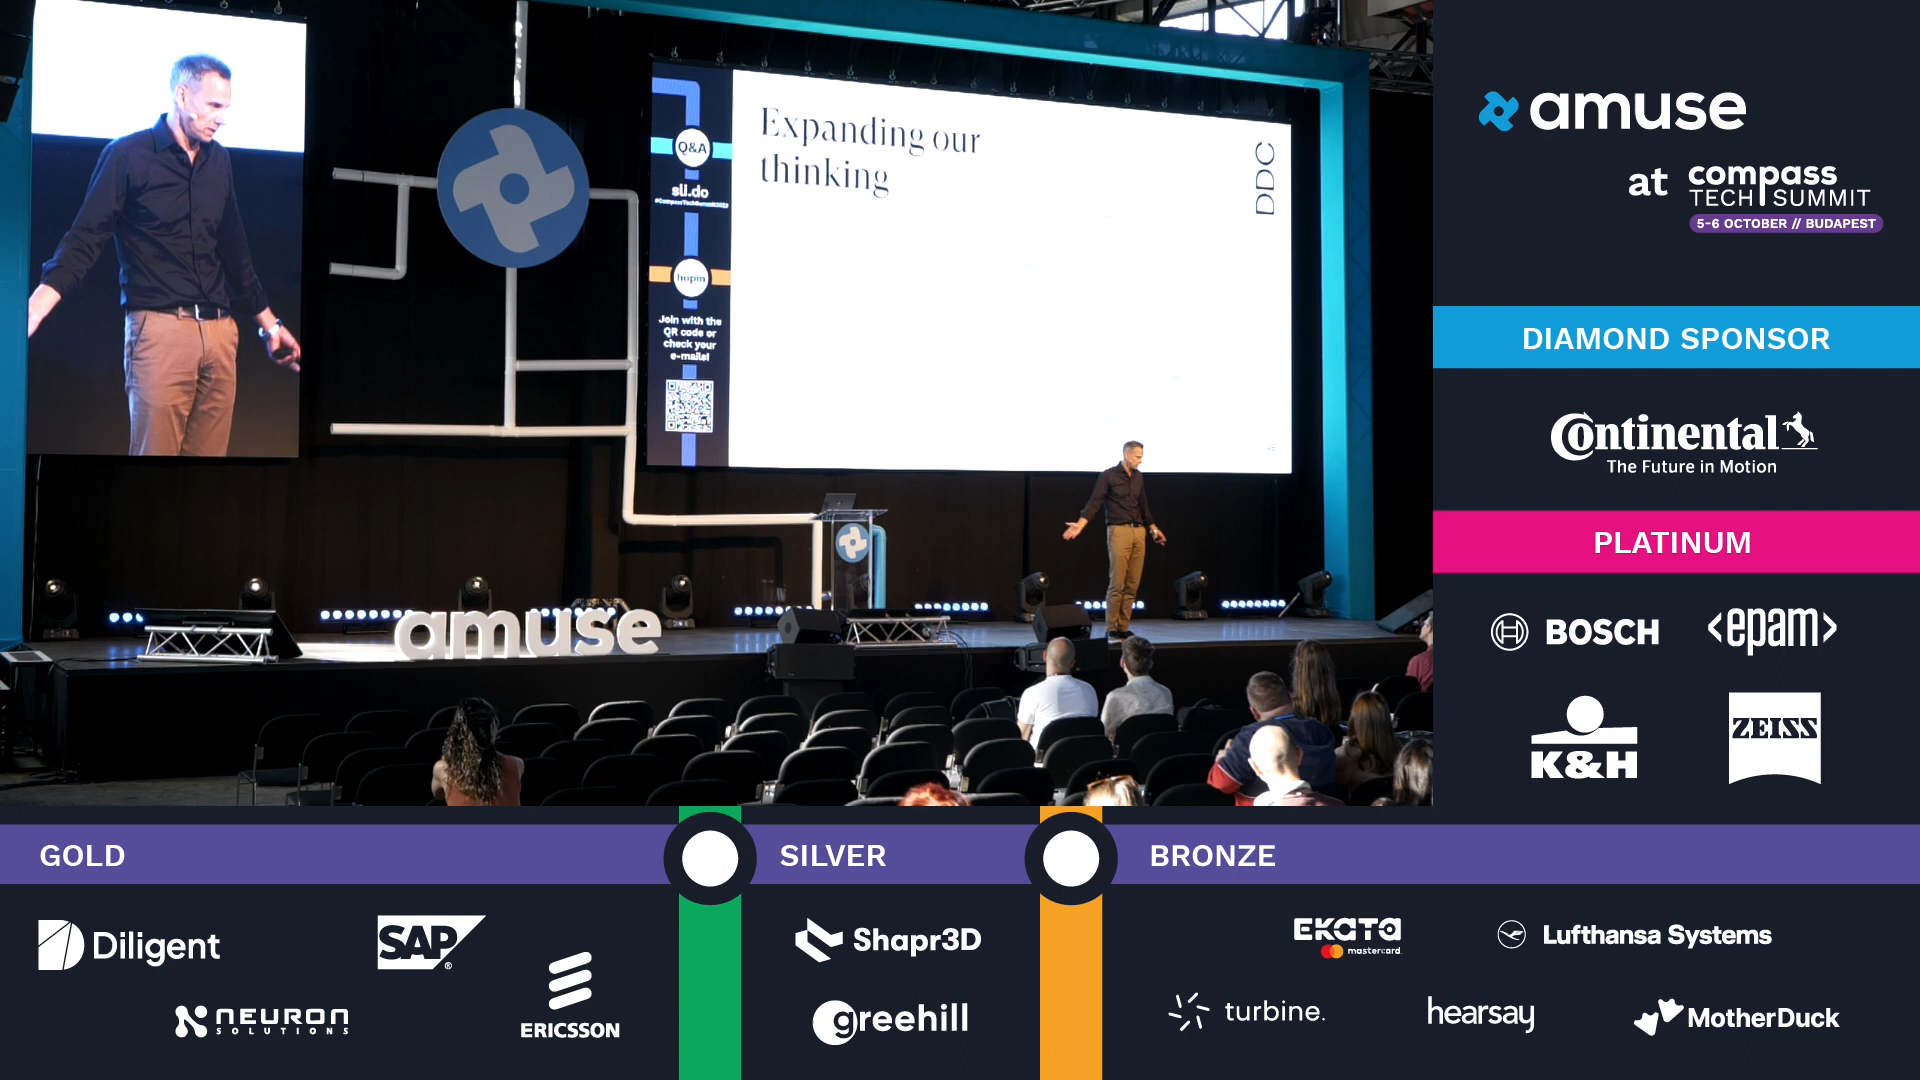 Q&A
sli.do
#CompassTechSummit2023
hopin
Join with the
QR code or
check your
e-mails!
Expanding our
thinking
DDC
amuse
amuse
at compass
TECH SUMMIT
5-6 OCTOBER // BUDAPEST
DIAMOND SPONSOR
Continental
The Future in Motion
PLATINUM
BOSCH
<epam>
K&H
ZEISS
GOLD
Diligent
SAP
®
NEURON
SOLUTIONS
ERICSSON
SILVER
Shapr3D
greehill
BRONZE
EKATA
mastercard.
Lufthansa Systems
turbine.
hearsay
MotherDuck